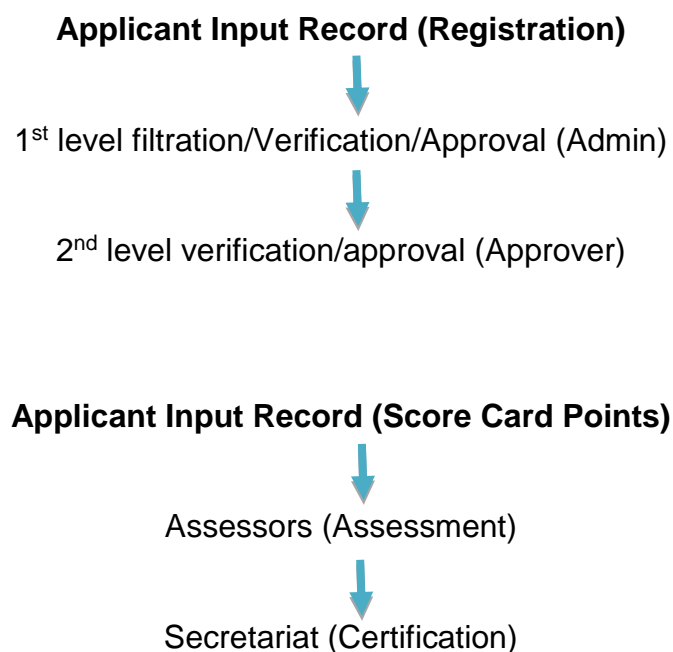 Applicant Input Record (Registration)
1st level filtration/Verification/Approval (Admin)
2nd level verification/approval (Approver)
Applicant Input Record (Score Card Points)
Assessors (Assessment)
Secretariat (Certification)